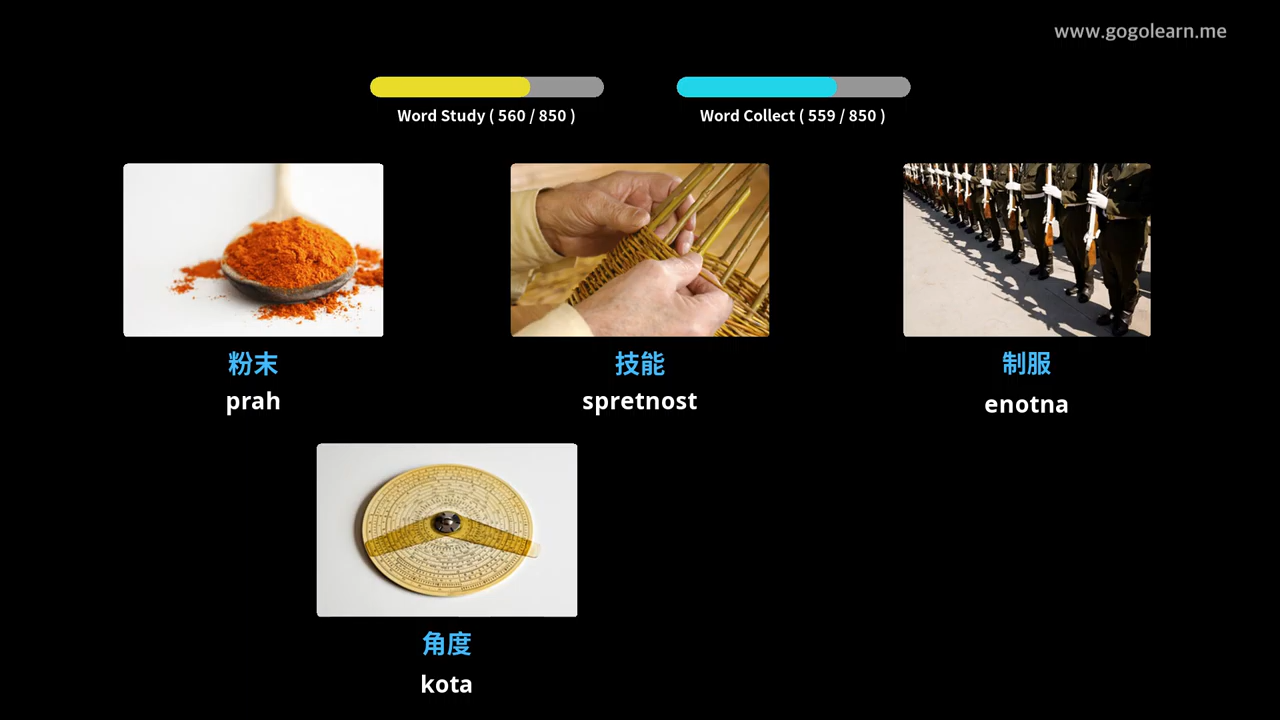 www.gogolearn.me
Word Study ( 560 / 850 )
Word Collect ( 559 / 850 )
粉末
prah
技能
spretnost
制服
enotna
角度
kota